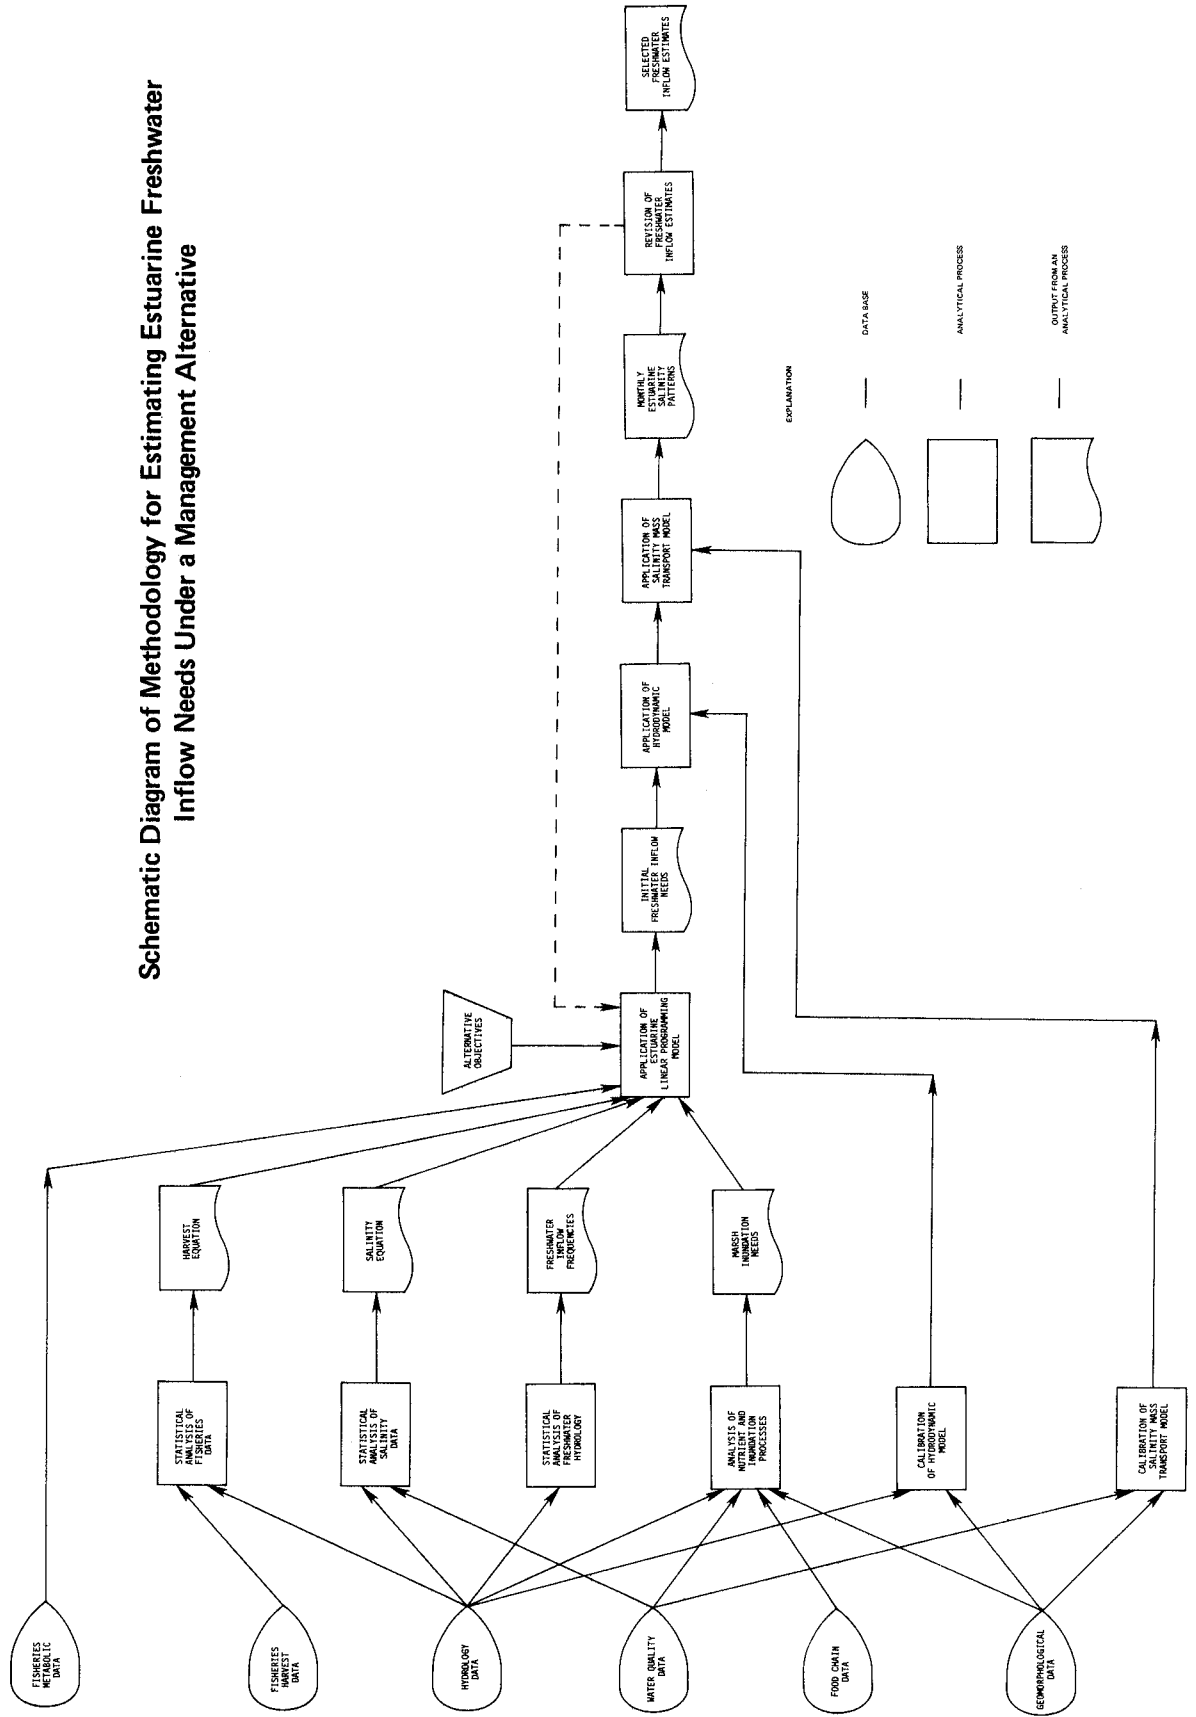 Schematic Diagram of Methodology for Estimating Estuarine Freshwater
Inflow Needs Under a Management Alternative
FISHERIES
METABOLIC
DATA
FISHERIES
HARVEST
DATA
HYDROLOGY
DATA
WATER QUALITY
DATA
FOOD CHAIN
DATA
GEOMORPHOLOGICAL
DATA
STATISTICAL
ANALYSIS OF
FISHERIES
DATA
STATISTICAL
ANALYSIS OF
SALINITY
DATA
STATISTICAL
ANALYSIS OF
FRESHWATER
HYDROLOGY
ANALYSIS OF
NUTRIENT AND
INUNDATION
PROCESSES
CALIBRATION
OF HYDRODYNAMIC
MODEL
CALIBRATION OF
SALINITY MASS
TRANSPORT MODEL
HARVEST
EQUATION
SALINITY
EQUATION
FRESHWATER
INFLOW
FREQUENCIES
MARSH
INUNDATION
NEEDS
ALTERNATIVE
OBJECTIVES
APPLICATION OF
ESTUARINE
LINEAR PROGRAMMING
MODEL
INITIAL
FRESHWATER INFLOW
NEEDS
APPLICATION OF
HYDRODYNAMIC
MODEL
APPLICATION OF
SALINITY MASS
TRANSPORT MODEL
MONTHLY
ESTUARINE
SALINITY
PATTERNS
REVISION OF
FRESHWATER
INFLOW ESTIMATES
SELECTED
FRESHWATER
INFLOW ESTIMATES
EXPLANATION
DATA BASE
ANALYTICAL PROCESS
OUTPUT FROM AN
ANALYTICAL PROCESS